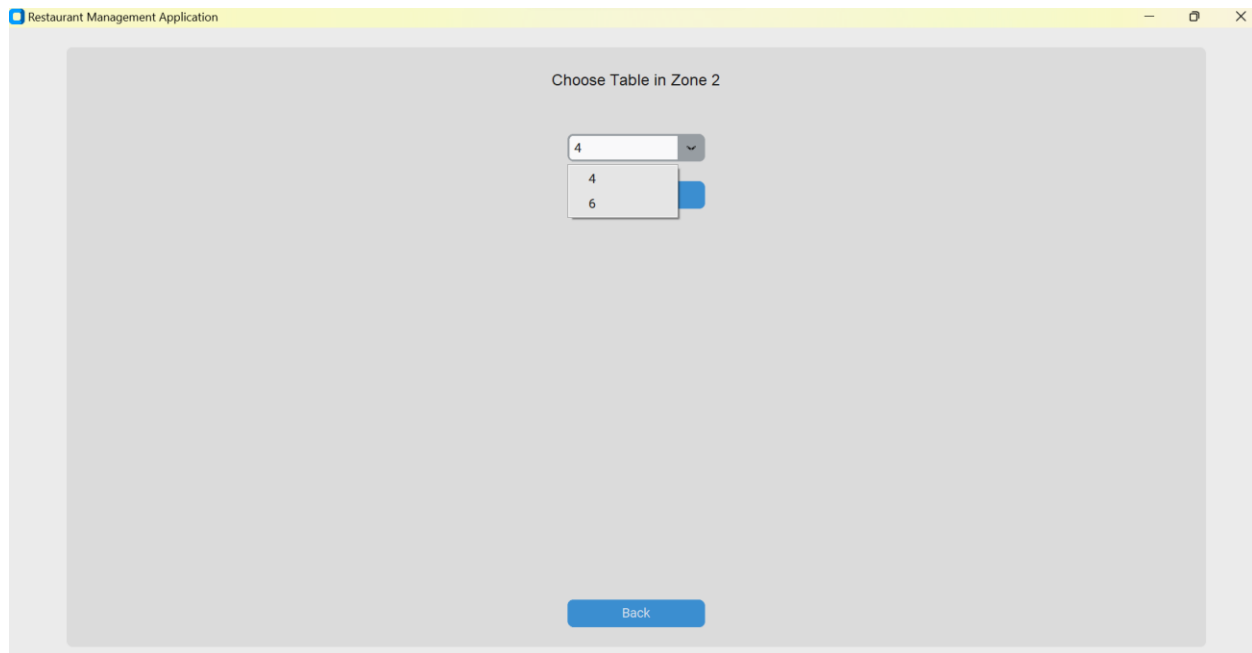 Restaurant Management Application
Choose Table in Zone 2
4
4
6
Back